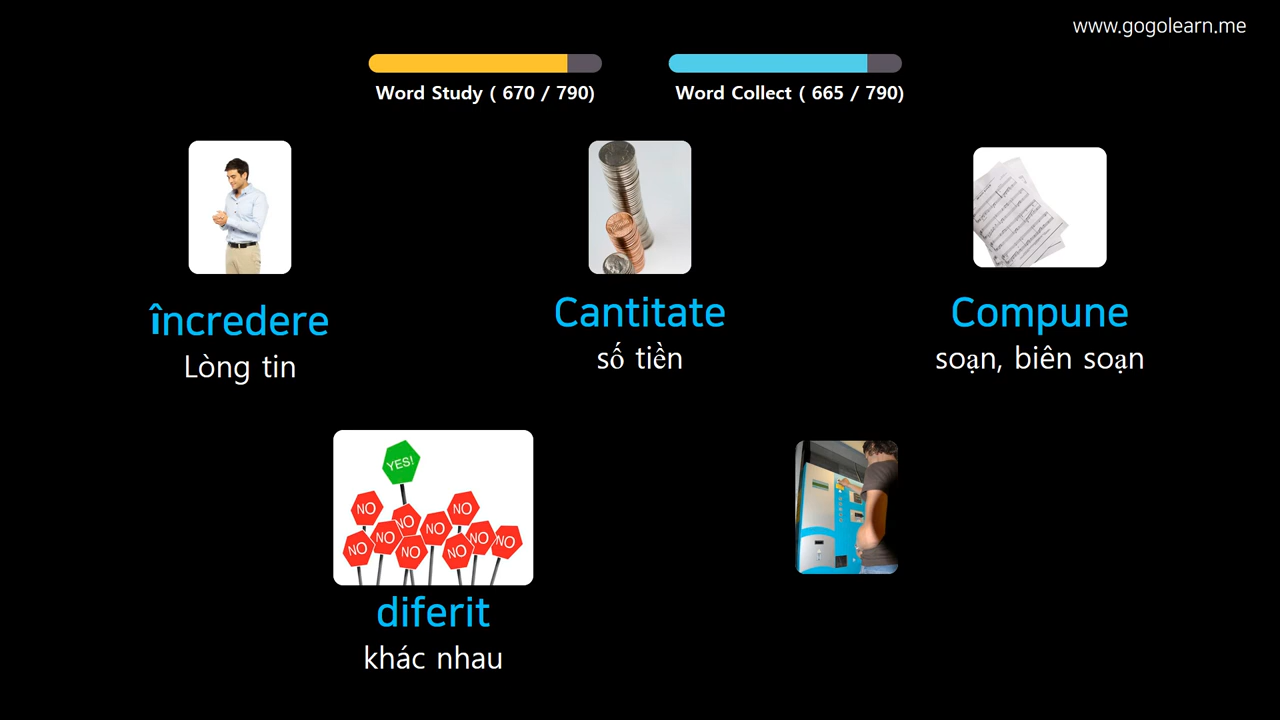 www.gogolearn.me
Word Study ( 670 / 790)
Word Collect ( 665 / 790)
încredere
Lòng tin
Cantitate
số tiền
Compune
soạn, biên soạn
YES!
NO
NO
NO
NO
NO
NO
NO
NO
NO
NO
diferit
khác nhau